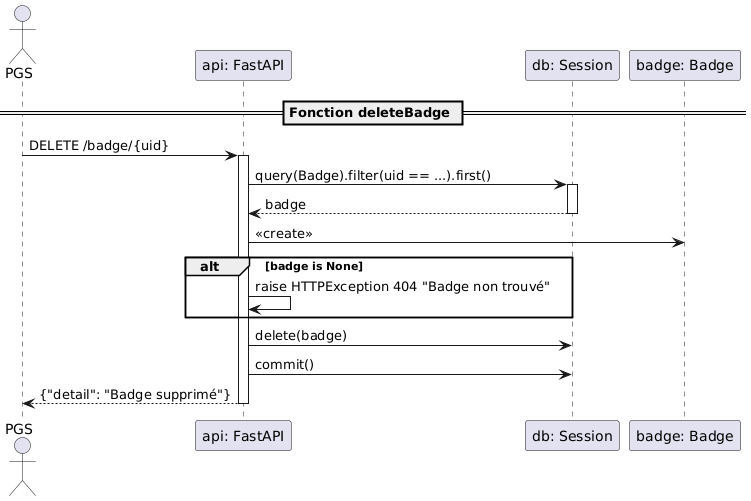 PGS
api: FastAPI
db: Session
badge: Badge
Fonction deleteBadge
DELETE /badge/{uid}
query(Badge).filter(uid == ...).first()
badge
«create»
alt
[badge is None]
raise HTTPException 404 "Badge non trouvé"
delete(badge)
commit()
{"detail": "Badge supprimé"}
PGS
api: FastAPI
db: Session
badge: Badge